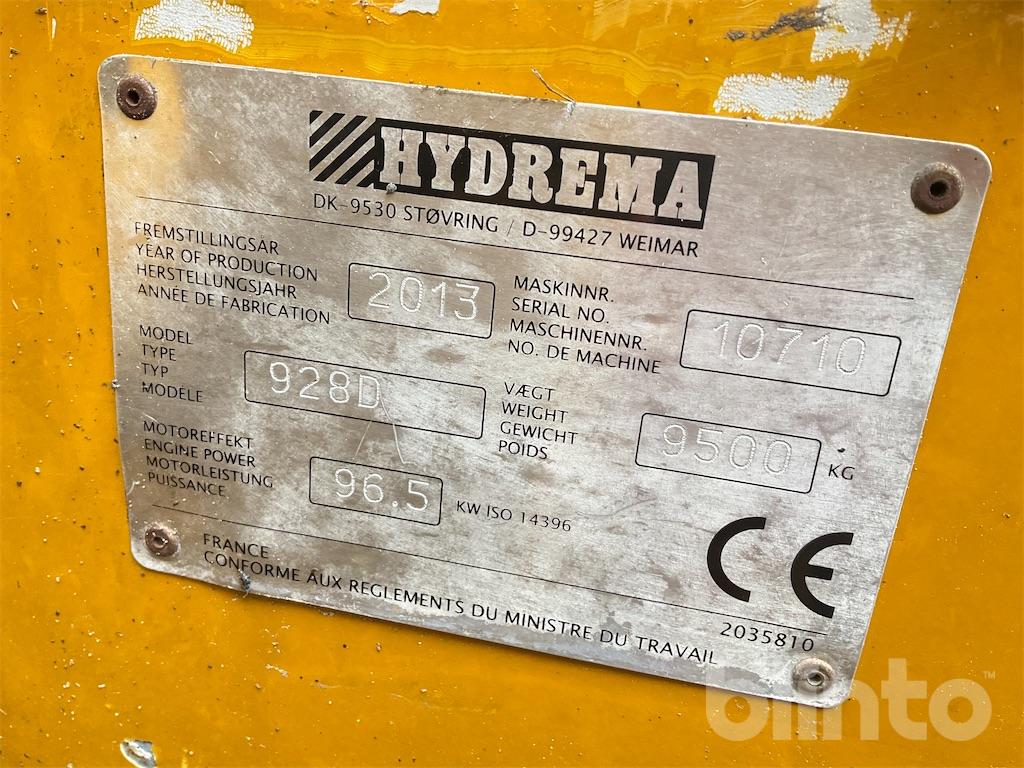 HYDREMA
DK-9530 STØVRING / D-99427 WEIMAR
FREMSTILLINGSÅR
YEAR OF PRODUCTION
HERSTELLUNGSJAHR
ANNÉE DE FABRICATION
2013
MASKINNR.
SERIAL NO.
MASCHINENNR.
NO. DE MACHINE
10710
MODEL
TYPE
TYP
MODÈLE
928D
VÆGT
WEIGHT
GEWICHT
POIDS
9500
KG
MOTOREFFEKT
ENGINE POWER
MOTORLEISTUNG
PUISSANCE
96.5
KW ISO 14396
CE
FRANCE
CONFORME AUX REGLEMENTS DU MINISTRE DU TRAVAIL
2035810
blinto™